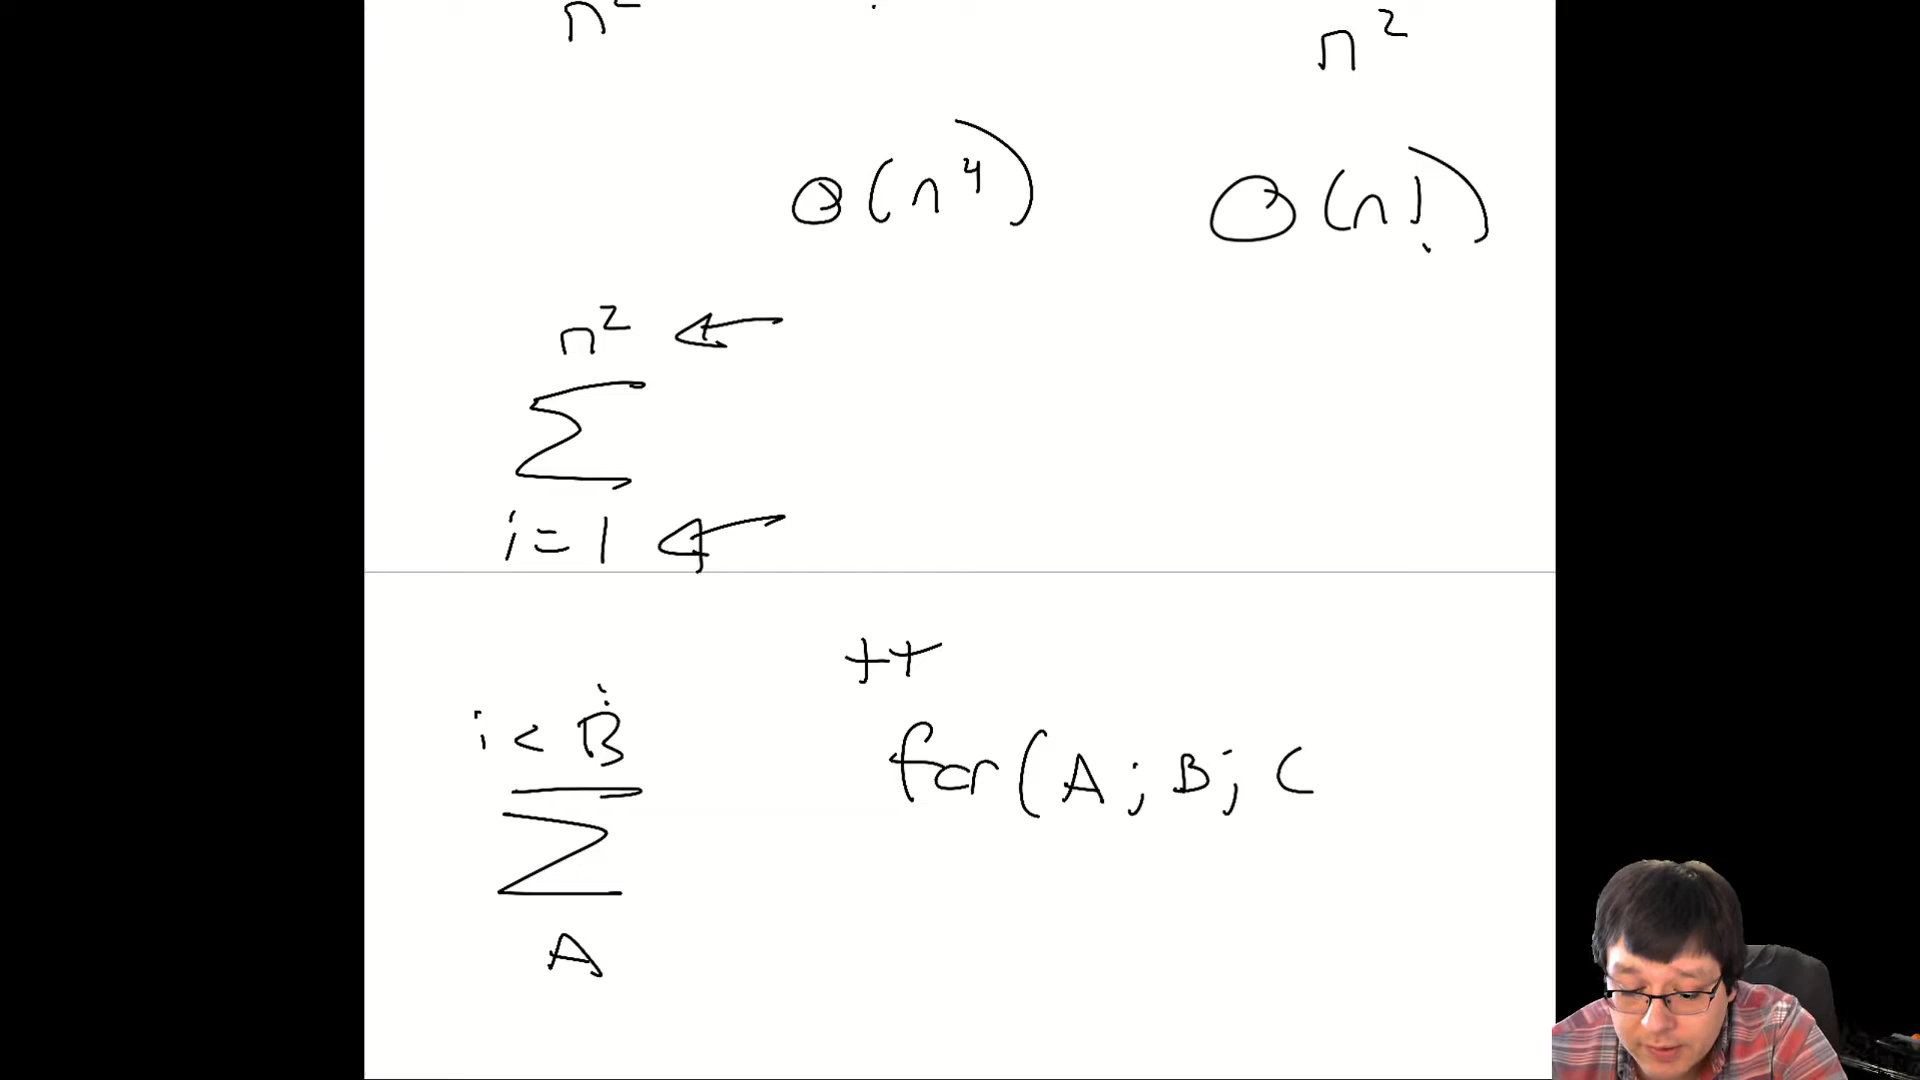 n²
n²
Θ(n⁴) O(n!)
n²
∑
i = 1
++
i < B
for(A; B; C
∑
A